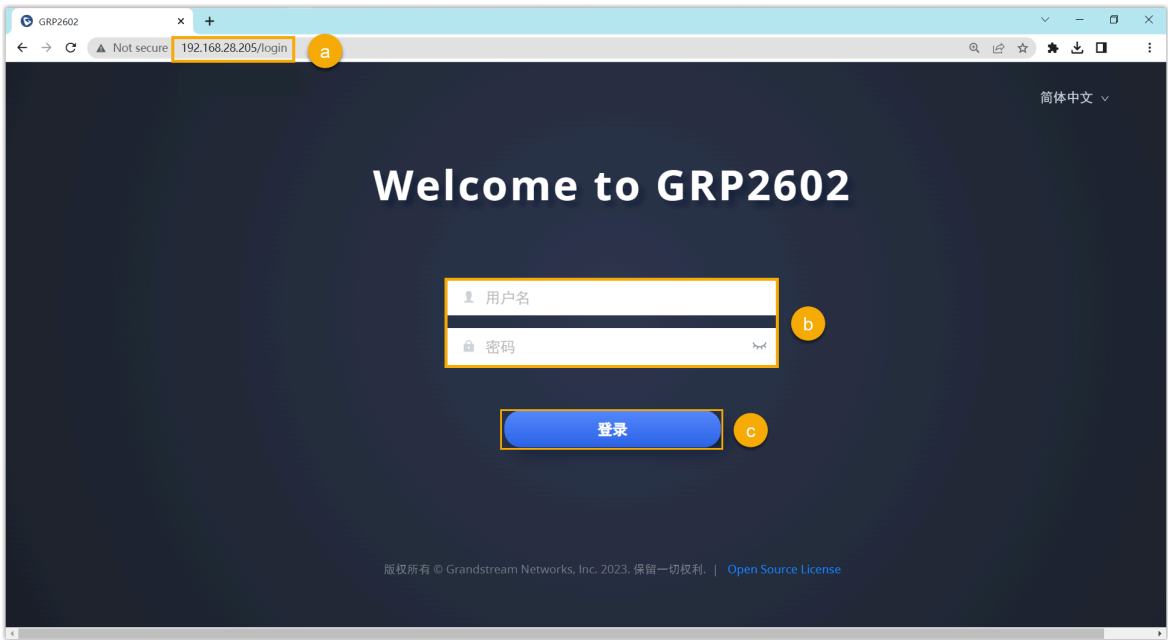 GRP2602
Not secure 192.168.28.205/login
a
简体中文
Welcome to GRP2602
用户名
b
密码
登录
c
版权所有 © Grandstream Networks, Inc. 2023. 保留一切权利. | Open Source License